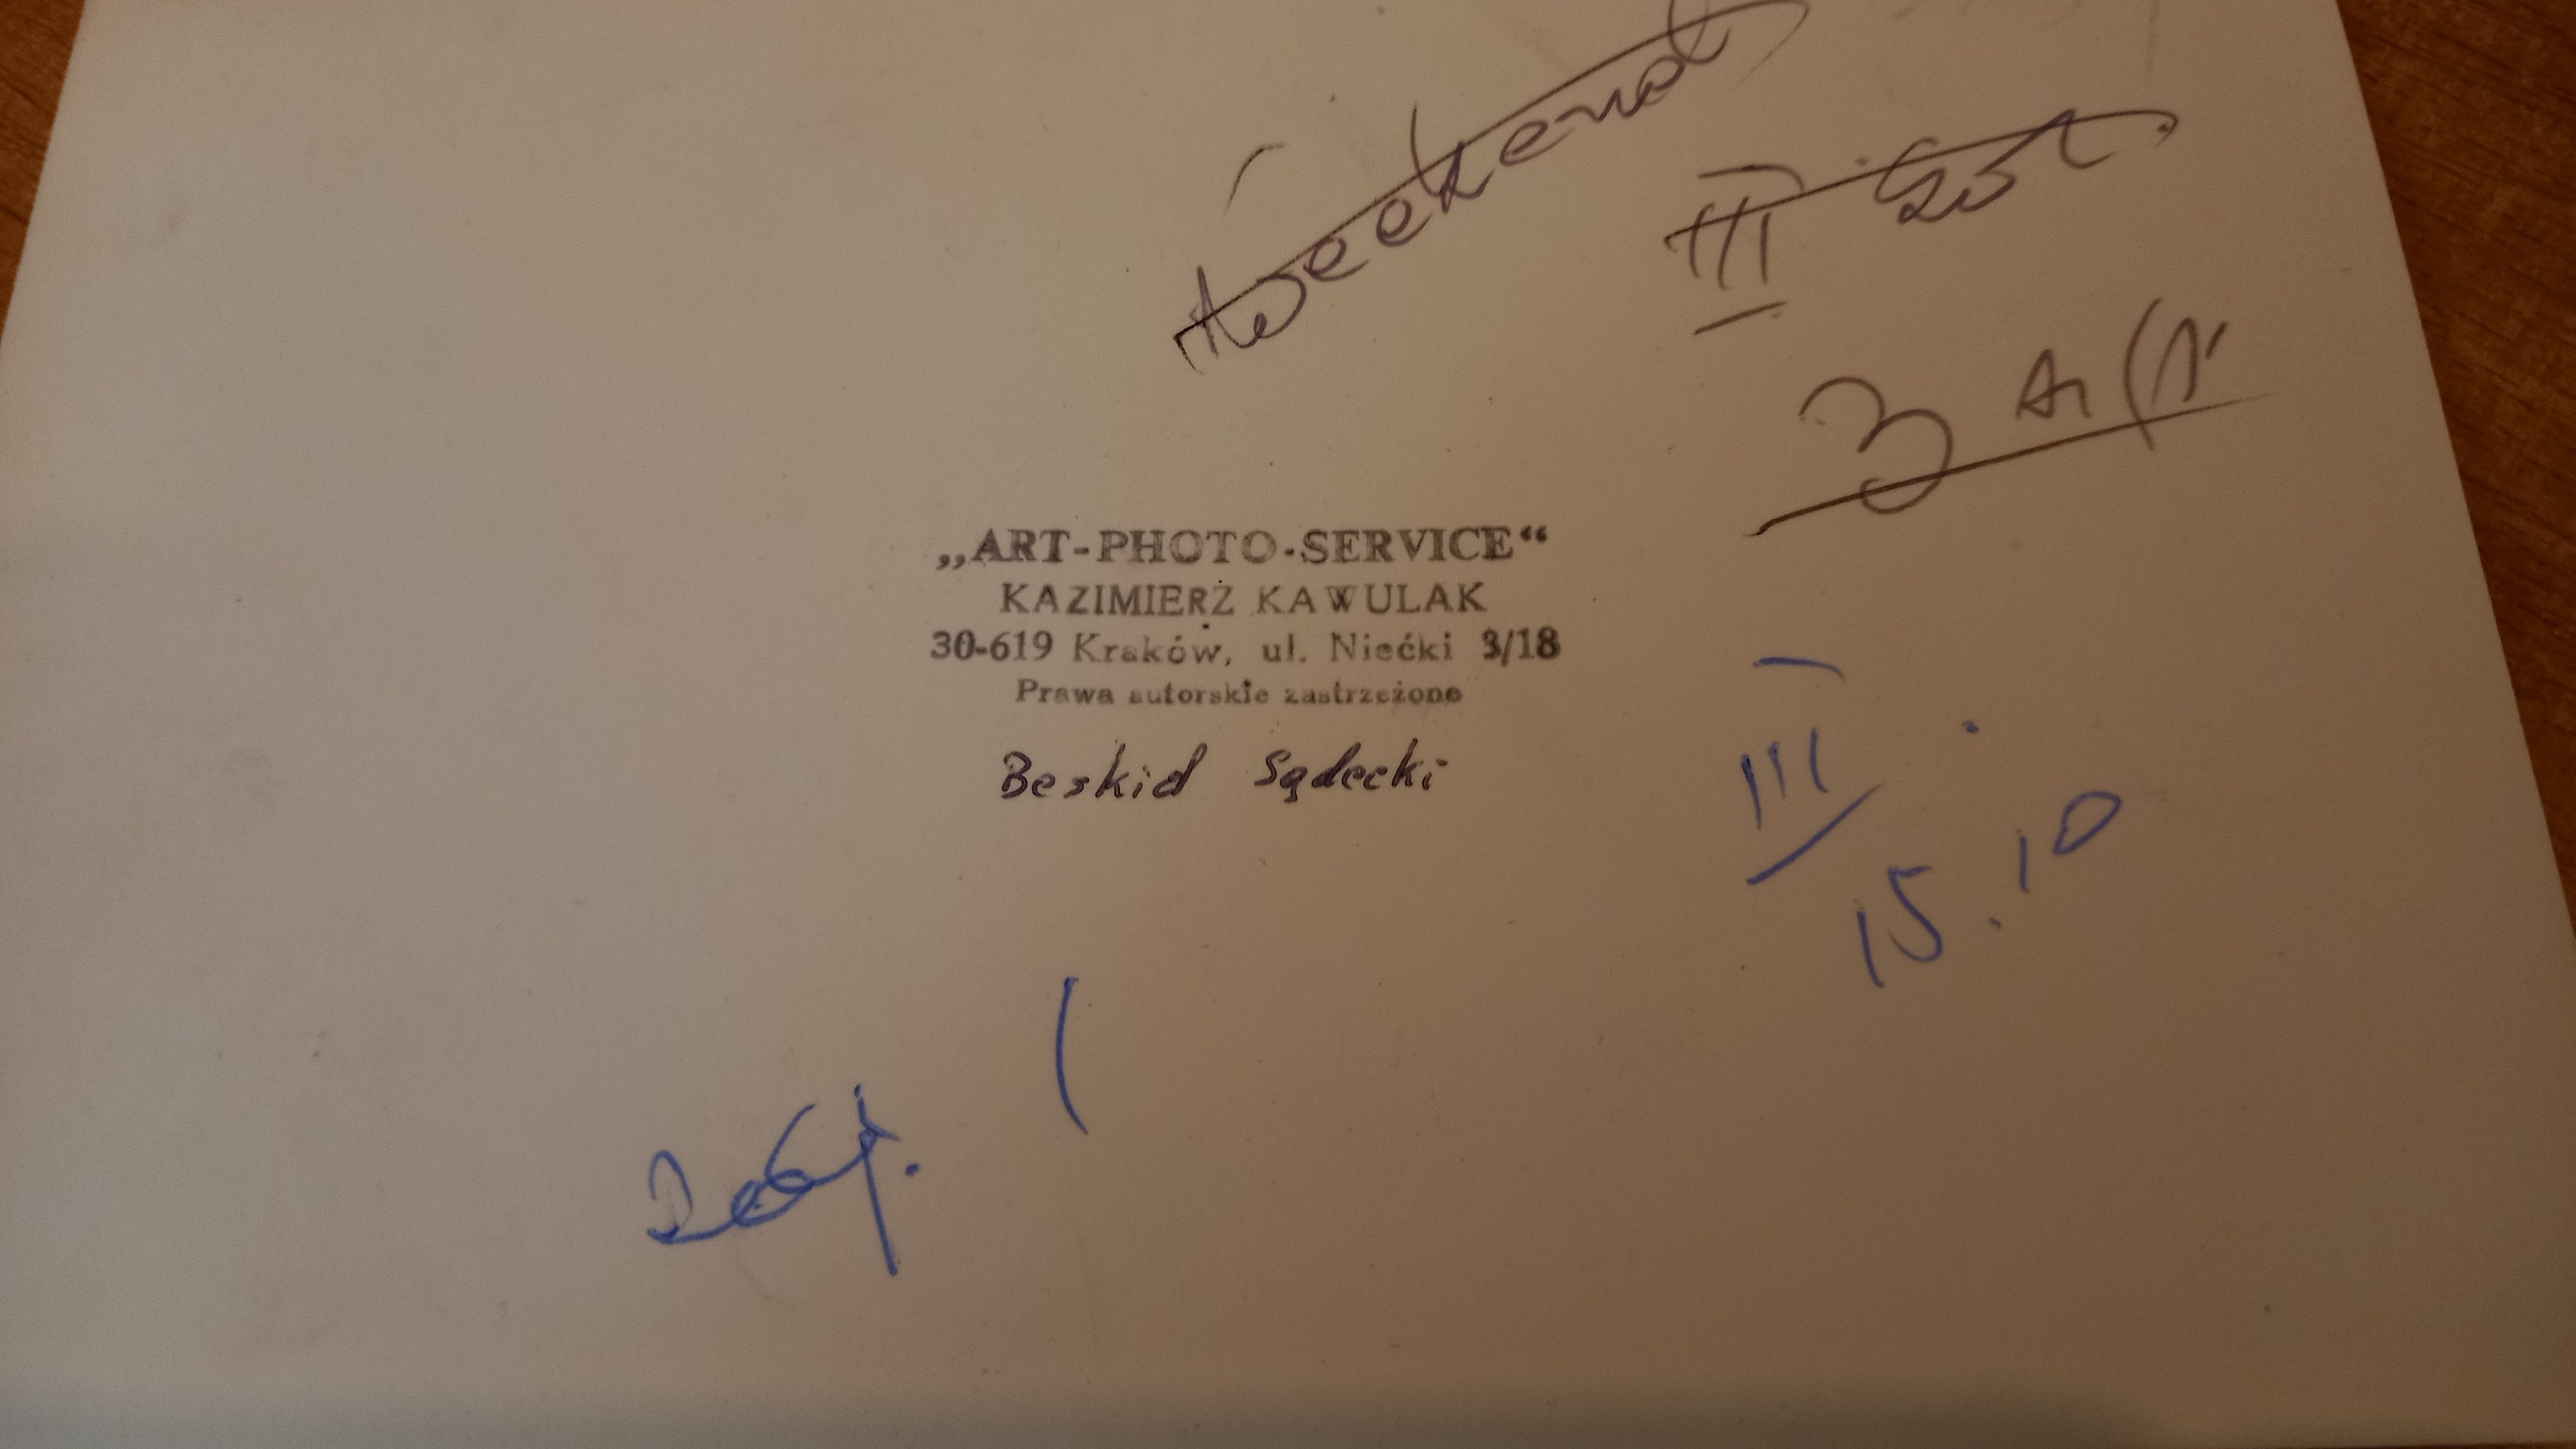 weekend
III
3
„ART-PHOTO-SERVICE“
KAZIMIERZ KAWULAK
30-619 Kraków, ul. Niećki 3/18
Prawa autorskie zastrzeżone
Beskid Sądecki
III
15.10